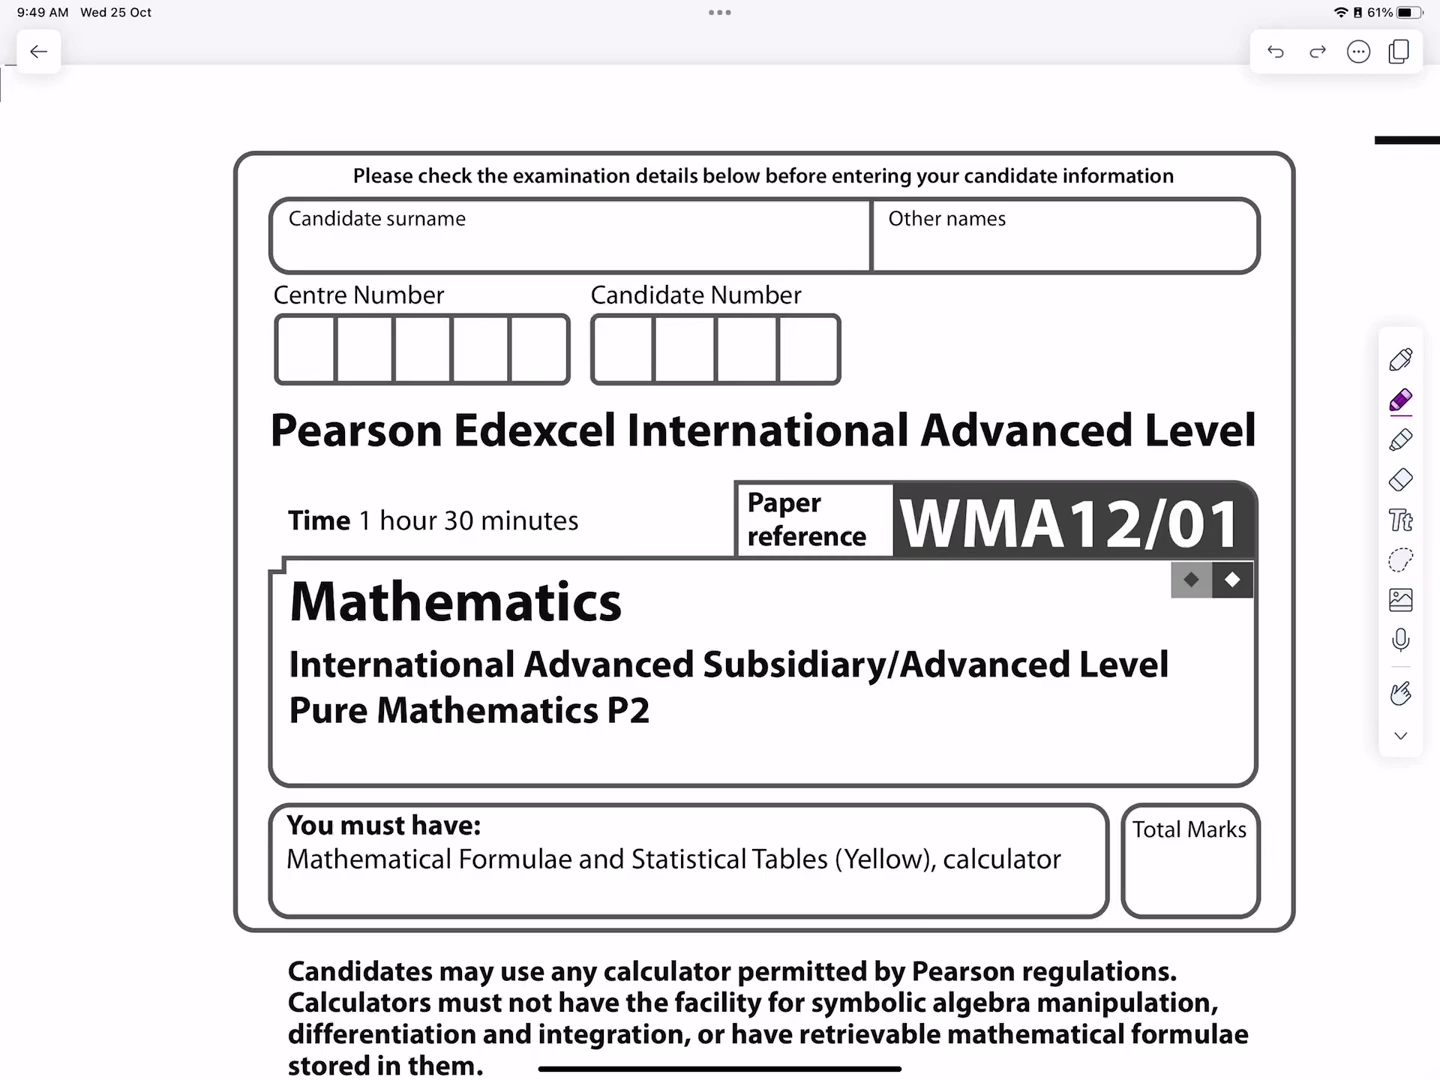 9:49 AM Wed 25 Oct
61%
Please check the examination details below before entering your candidate information
Candidate surname
Other names
Centre Number
Candidate Number
Pearson Edexcel International Advanced Level
Time 1 hour 30 minutes
Paper
reference
WMA12/01
Mathematics
International Advanced Subsidiary/Advanced Level
Pure Mathematics P2
You must have:
Mathematical Formulae and Statistical Tables (Yellow), calculator
Total Marks
Candidates may use any calculator permitted by Pearson regulations.
Calculators must not have the facility for symbolic algebra manipulation,
differentiation and integration, or have retrievable mathematical formulae
stored in them.
Tt